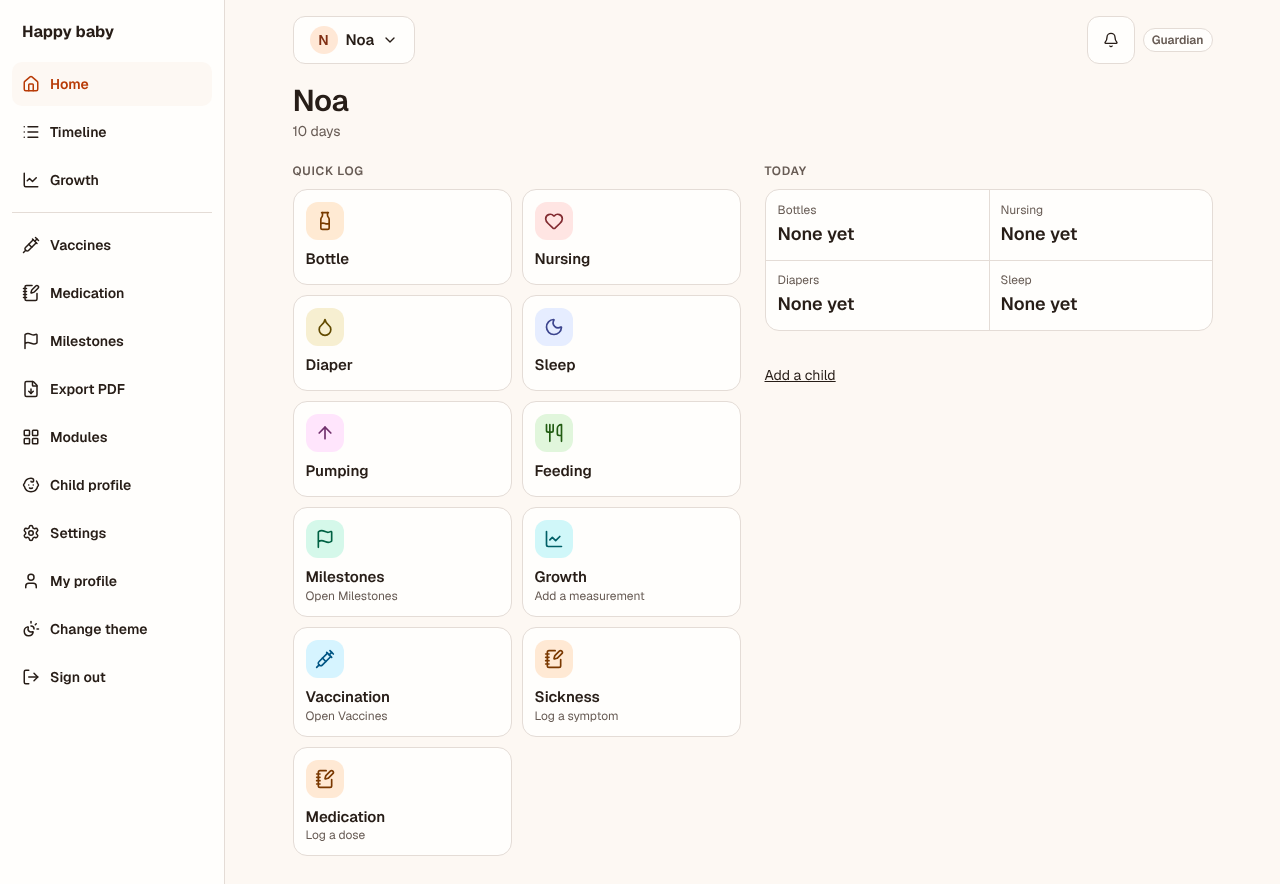 Happy baby
Home
Timeline
Growth
Vaccines
Medication
Milestones
Export PDF
Modules
Child profile
Settings
My profile
Change theme
Sign out
N Noa
Guardian
Noa
10 days
QUICK LOG
Bottle
Nursing
Diaper
Sleep
Pumping
Feeding
Milestones
Open Milestones
Growth
Add a measurement
Vaccination
Open Vaccines
Sickness
Log a symptom
Medication
Log a dose
TODAY
Bottles
None yet
Nursing
None yet
Diapers
None yet
Sleep
None yet
Add a child